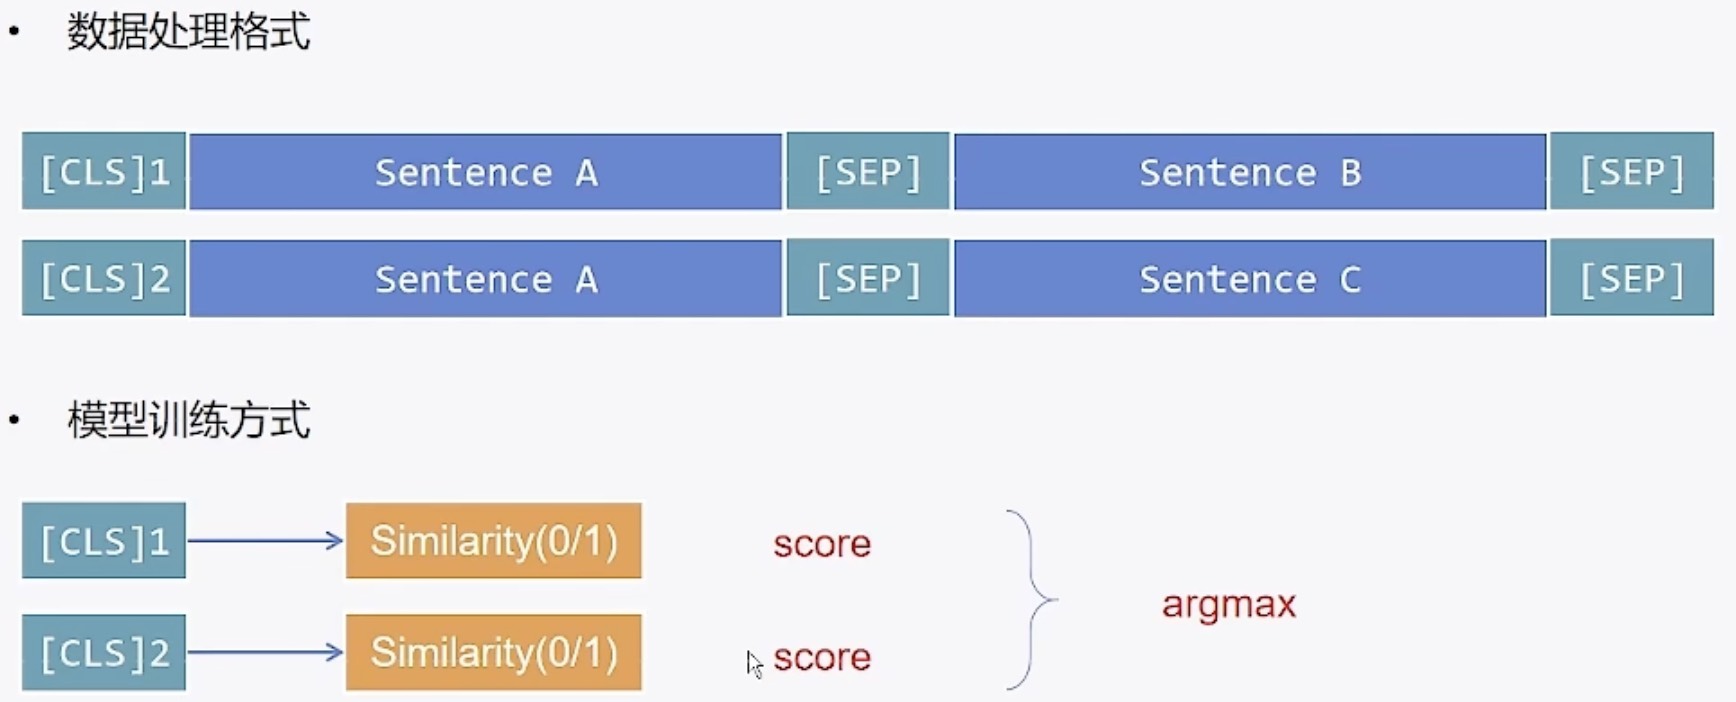 • 数据处理格式
[CLS]1 Sentence A [SEP] Sentence B [SEP]
[CLS]2 Sentence A [SEP] Sentence C [SEP]
• 模型训练方式
[CLS]1 Similarity(0/1) score
argmax
[CLS]2 Similarity(0/1) score